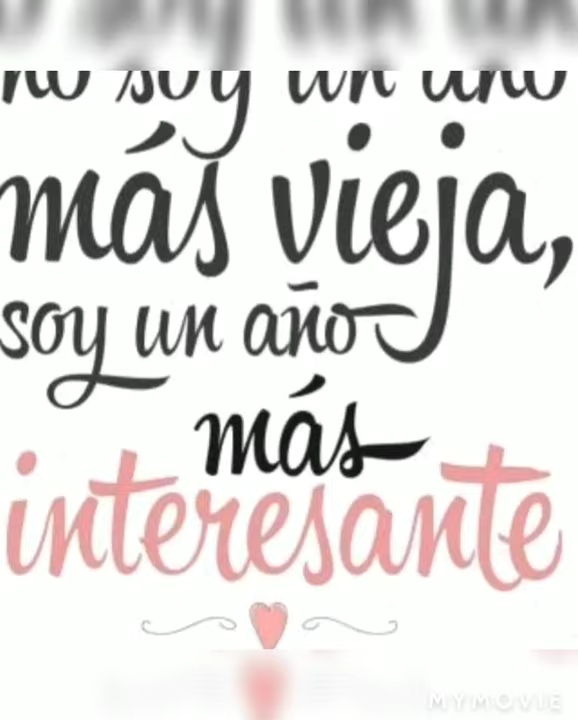 no soy un año
más vieja,
soy un año
más
interesante
MYMOVIE